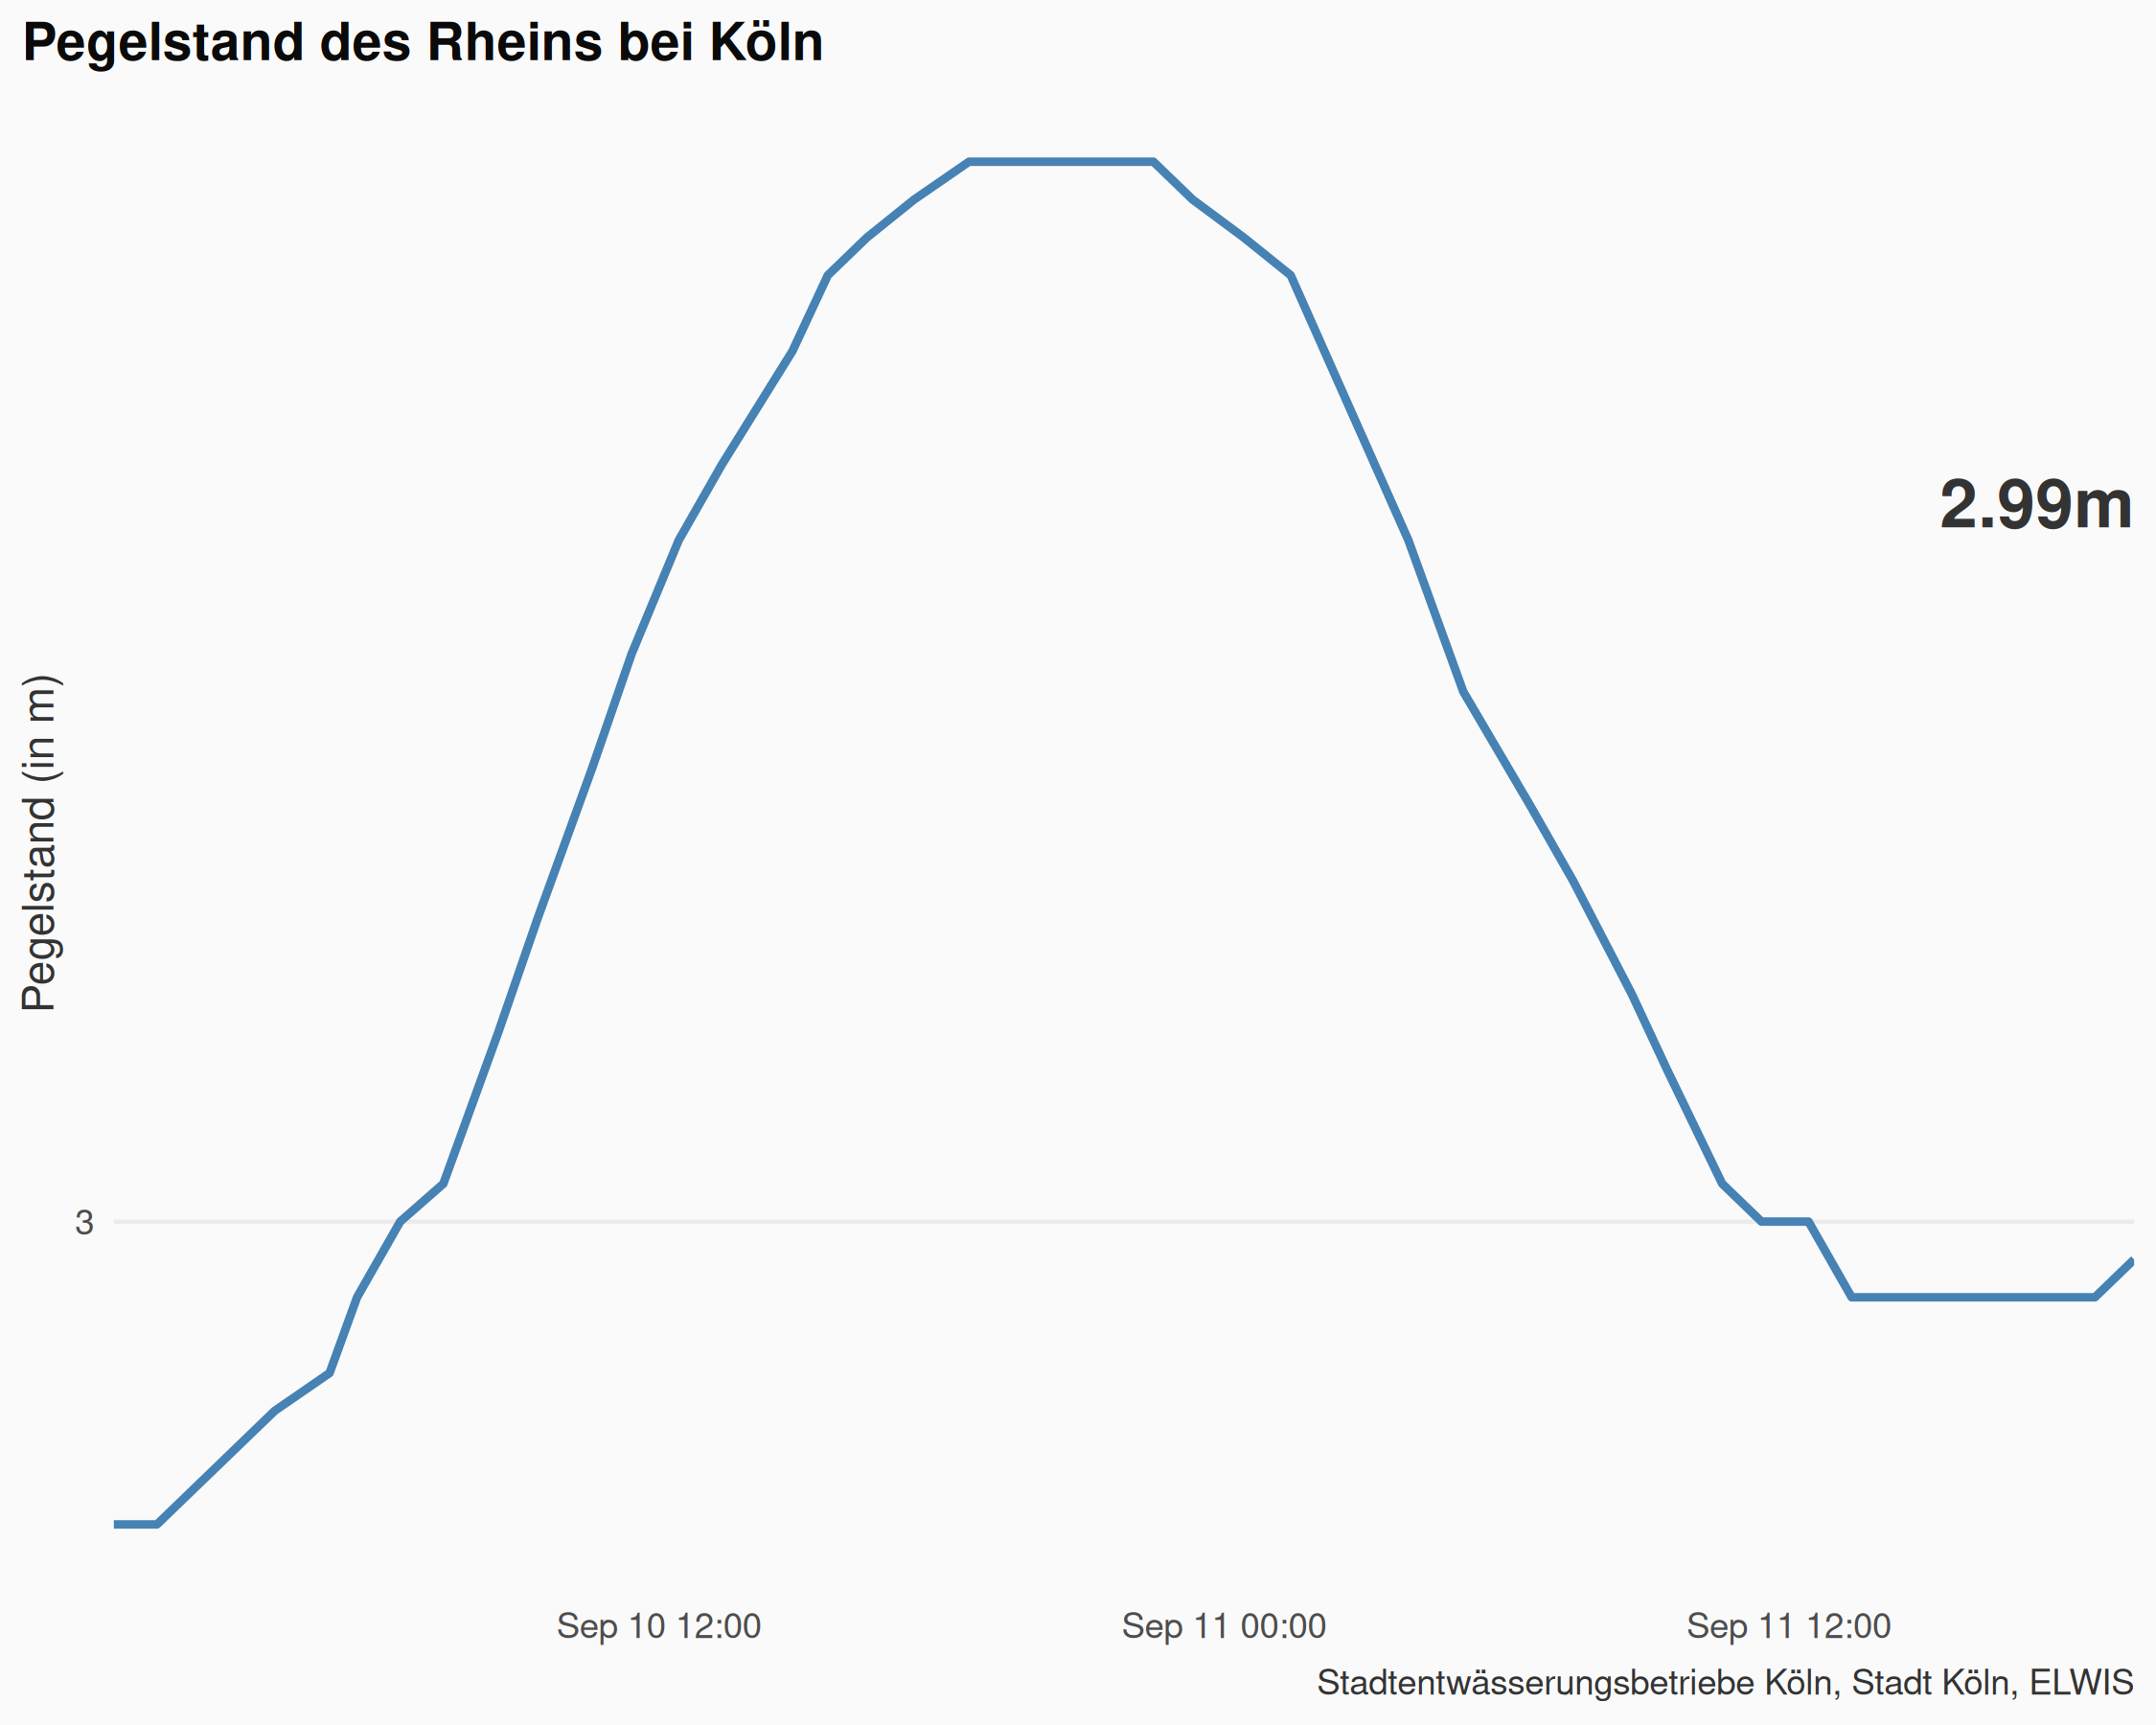 Pegelstand des Rheins bei Köln
2.99m
Pegelstand (in m)
3
Sep 10 12:00
Sep 11 00:00
Sep 11 12:00
Stadtentwässerungsbetriebe Köln, Stadt Köln, ELWIS